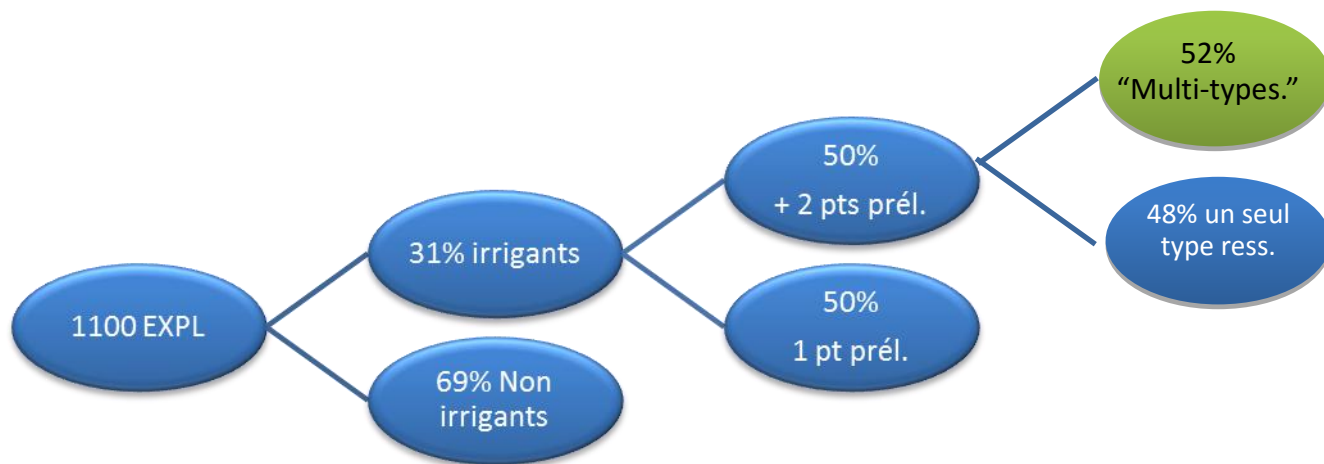 1100 EXPL
31% irrigants
69% Non
irrigants
50%
+ 2 pts prél.
50%
1 pt prél.
52%
“Multi-types.”
48% un seul
type ress.